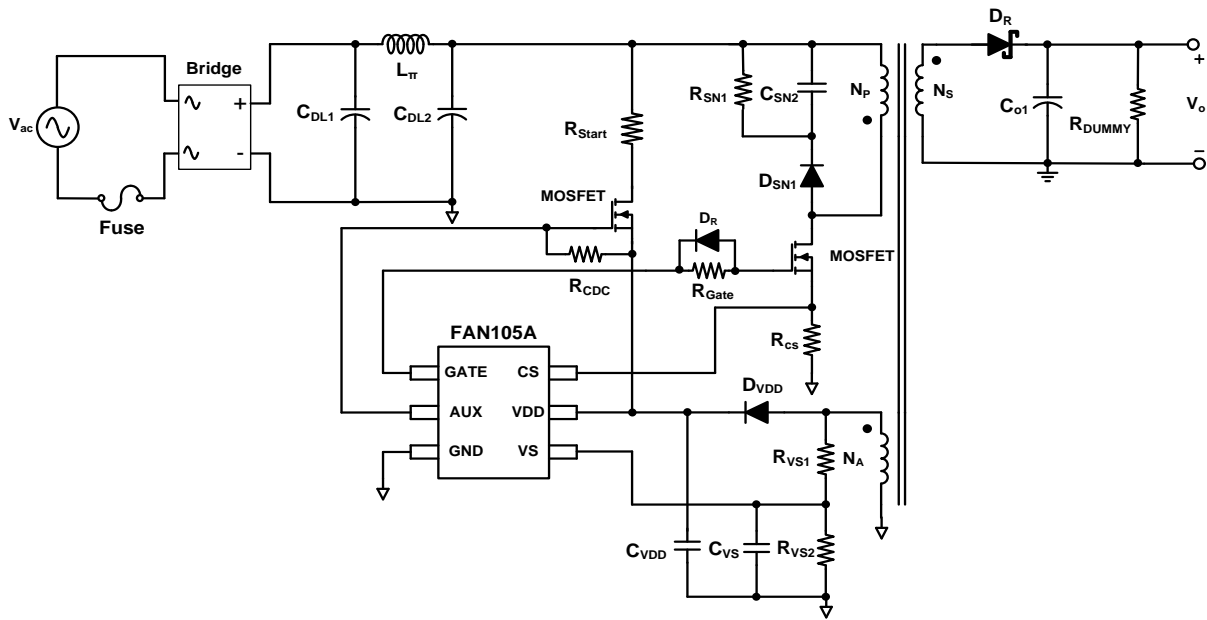 Bridge
Lπ
CDL1
CDL2
Vac
Fuse
+
-
RStart
MOSFET
RCDC
RSN1
CSN2
DSN1
NP
NS
DR
Co1
RDUMMY
+
Vo
–
DR
RGate
MOSFET
Rcs
FAN105A
GATE
CS
AUX
VDD
GND
VS
DVDD
RVS1
NA
CVDD
CVS
RVS2